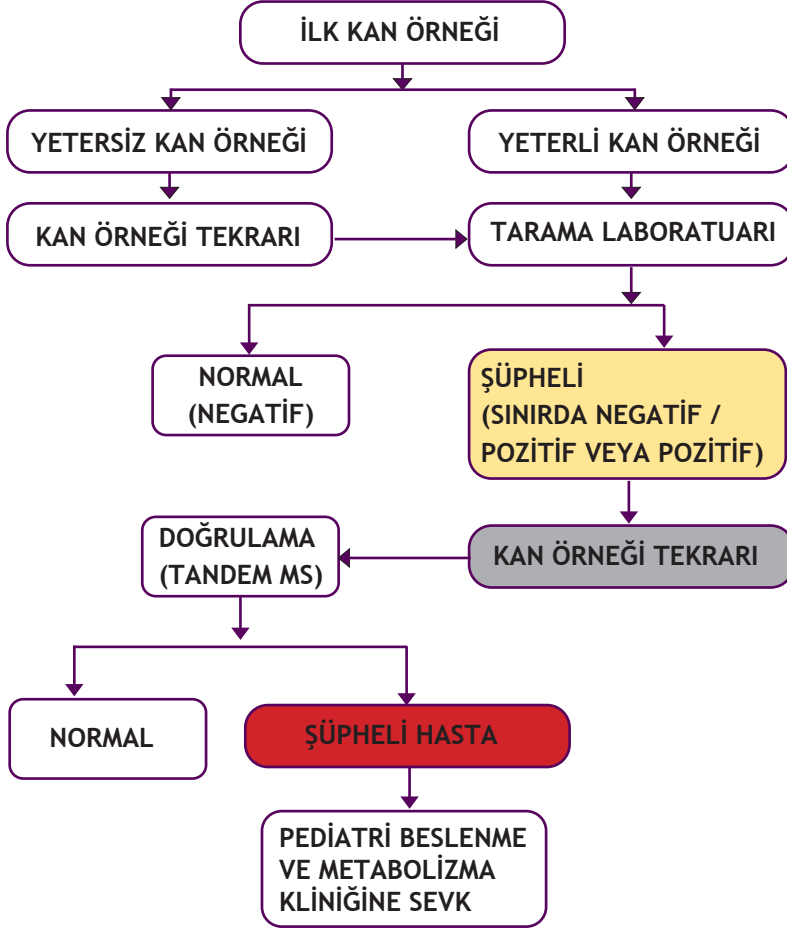 İLK KAN ÖRNEĞİ
YETERSİZ KAN ÖRNEĞİ
YETERLİ KAN ÖRNEĞİ
KAN ÖRNEĞİ TEKRARI
TARAMA LABORATUARI
NORMAL
(NEGATİF)
ŞÜPHELİ
(SINIRDA NEGATİF /
POZİTİF VEYA POZİTİF)
DOĞRULAMA
(TANDEM MS)
KAN ÖRNEĞİ TEKRARI
NORMAL
ŞÜPHELİ HASTA
PEDİATRİ BESLENME
VE METABOLİZMA
KLİNİĞİNE SEVK